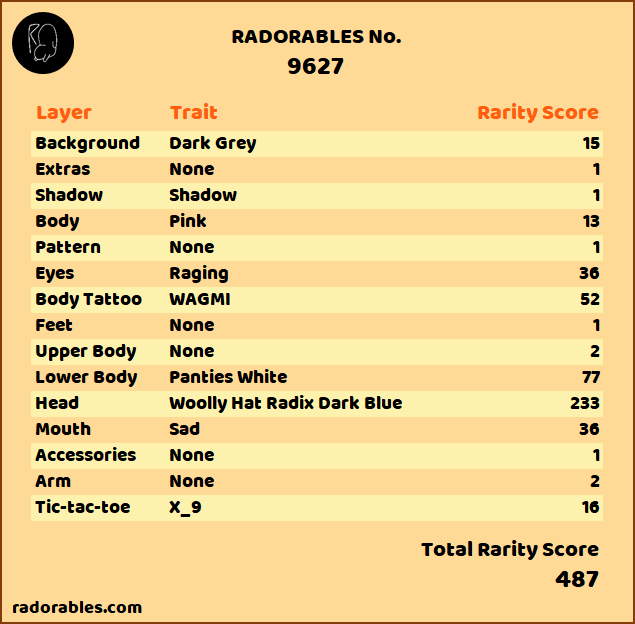 RADORABLES No.
9627
Layer Trait Rarity Score
Background Dark Grey 15
Extras None 1
Shadow Shadow 1
Body Pink 13
Pattern None 1
Eyes Raging 36
Body Tattoo WAGMI 52
Feet None 1
Upper Body None 2
Lower Body Panties White 77
Head Woolly Hat Radix Dark Blue 233
Mouth Sad 36
Accessories None 1
Arm None 2
Tic-tac-toe X_9 16
Total Rarity Score
487
radorables.com